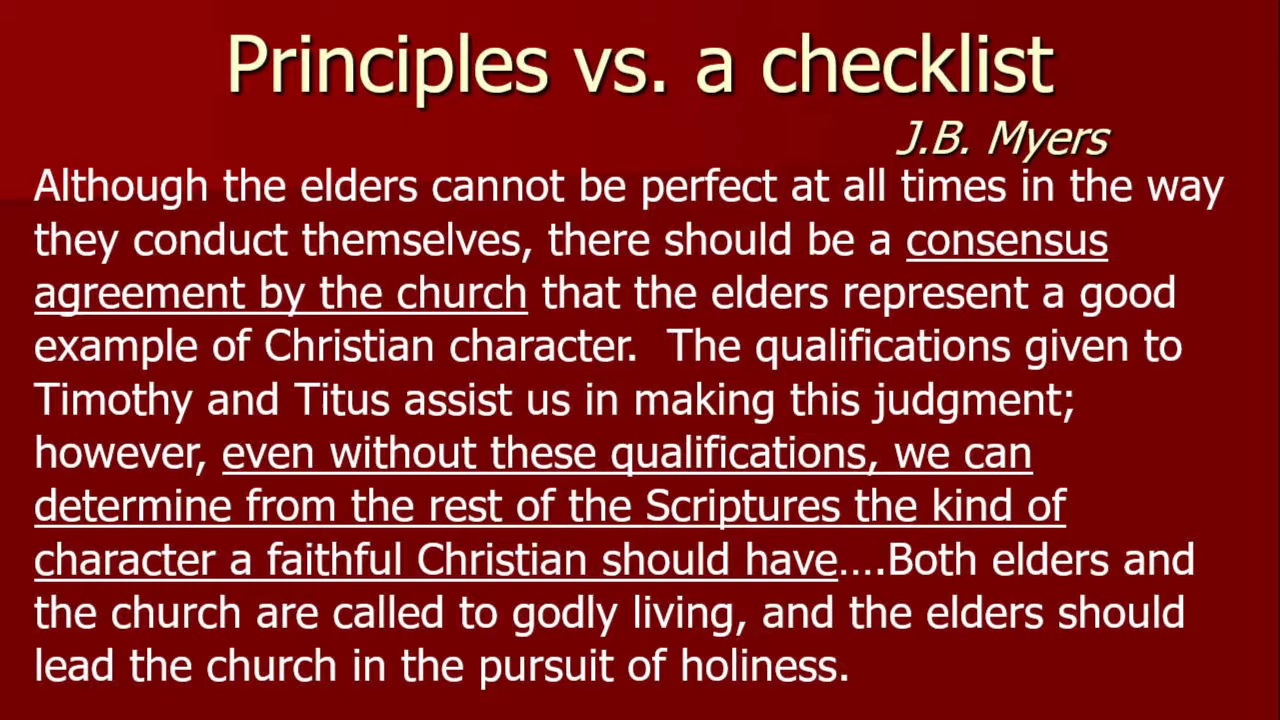 Principles vs. a checklist
J.B. Myers
Although the elders cannot be perfect at all times in the way
they conduct themselves, there should be a consensus
agreement by the church that the elders represent a good
example of Christian character.  The qualifications given to
Timothy and Titus assist us in making this judgment;
however, even without these qualifications, we can
determine from the rest of the Scriptures the kind of
character a faithful Christian should have….Both elders and
the church are called to godly living, and the elders should
lead the church in the pursuit of holiness.